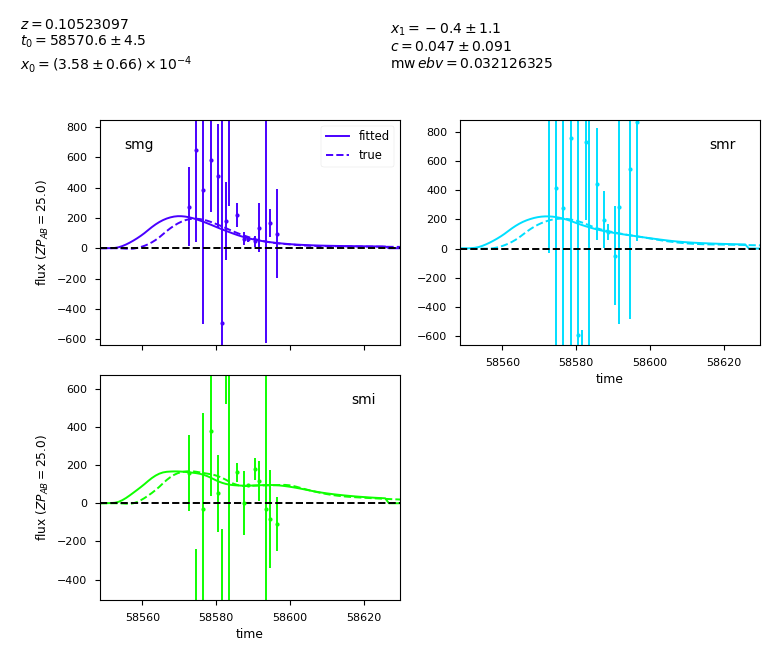 z = 0.10523097
t₀ = 58570.6 ± 4.5
x₀ = (3.58 ± 0.66) × 10⁻⁴
x₁ = − 0.4 ± 1.1
c = 0.047 ± 0.091
mw ebv = 0.032126325
smg
fitted
true
800
600
400
200
0
−200
−400
−600
flux (ZP_AB = 25.0)
smr
800
600
400
200
0
−200
−400
−600
58560 58580 58600 58620
time
smi
600
400
200
0
−200
−400
flux (ZP_AB = 25.0)
58560 58580 58600 58620
time